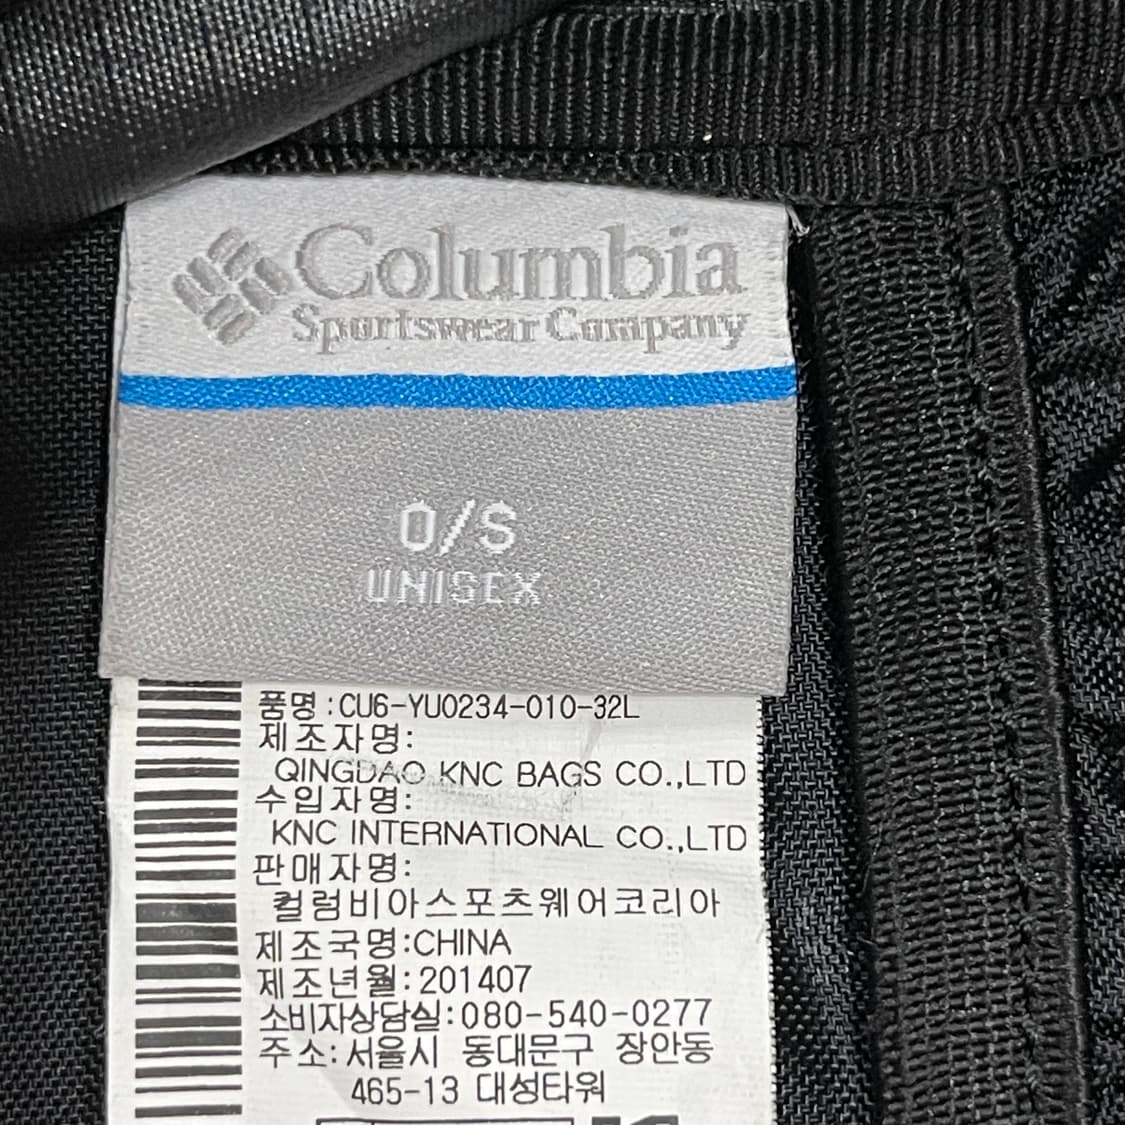 Columbia
Sportswear Company
O/S
UNISEX
품명:CU6-YU0234-010-32L
제조자명:
QINGDAO KNC BAGS CO.,LTD
수입자명:
KNC INTERNATIONAL CO.,LTD
판매자명:
컬럼비아스포츠웨어코리아
제조국명:CHINA
제조년월:201407
소비자상담실:080-540-0277
주소:서울시 동대문구 장안동
465-13 대성타워